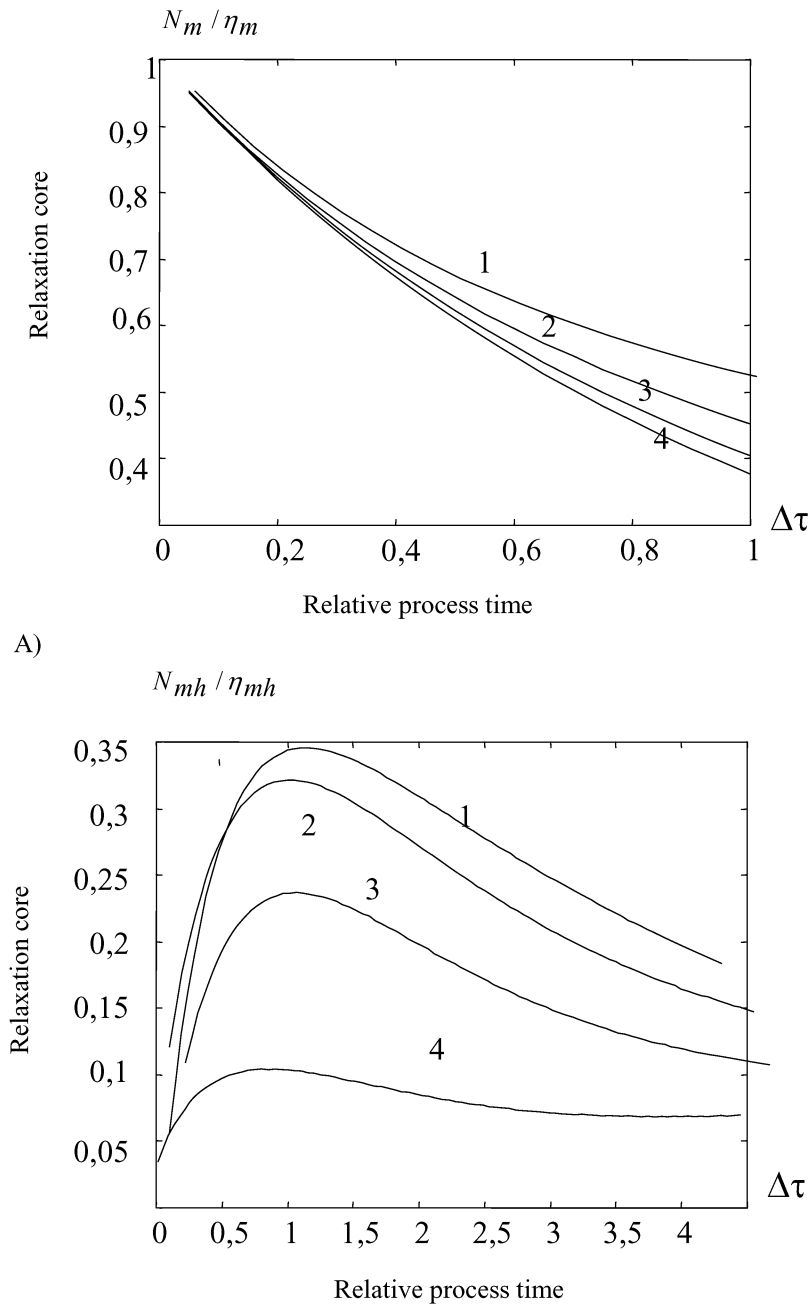 N_m / η_m
1
0,9
0,8
0,7
0,6
0,5
0,4
Relaxation core
1
2
3
4
Δτ
0 0,2 0,4 0,6 0,8 1
Relative process time
A)
N_mh / η_mh
0,35
0,3
0,25
0,2
0,15
0,1
0,05
Relaxation core
1
2
3
4
Δτ
0 0,5 1 1,5 2 2,5 3 3,5 4
Relative process time